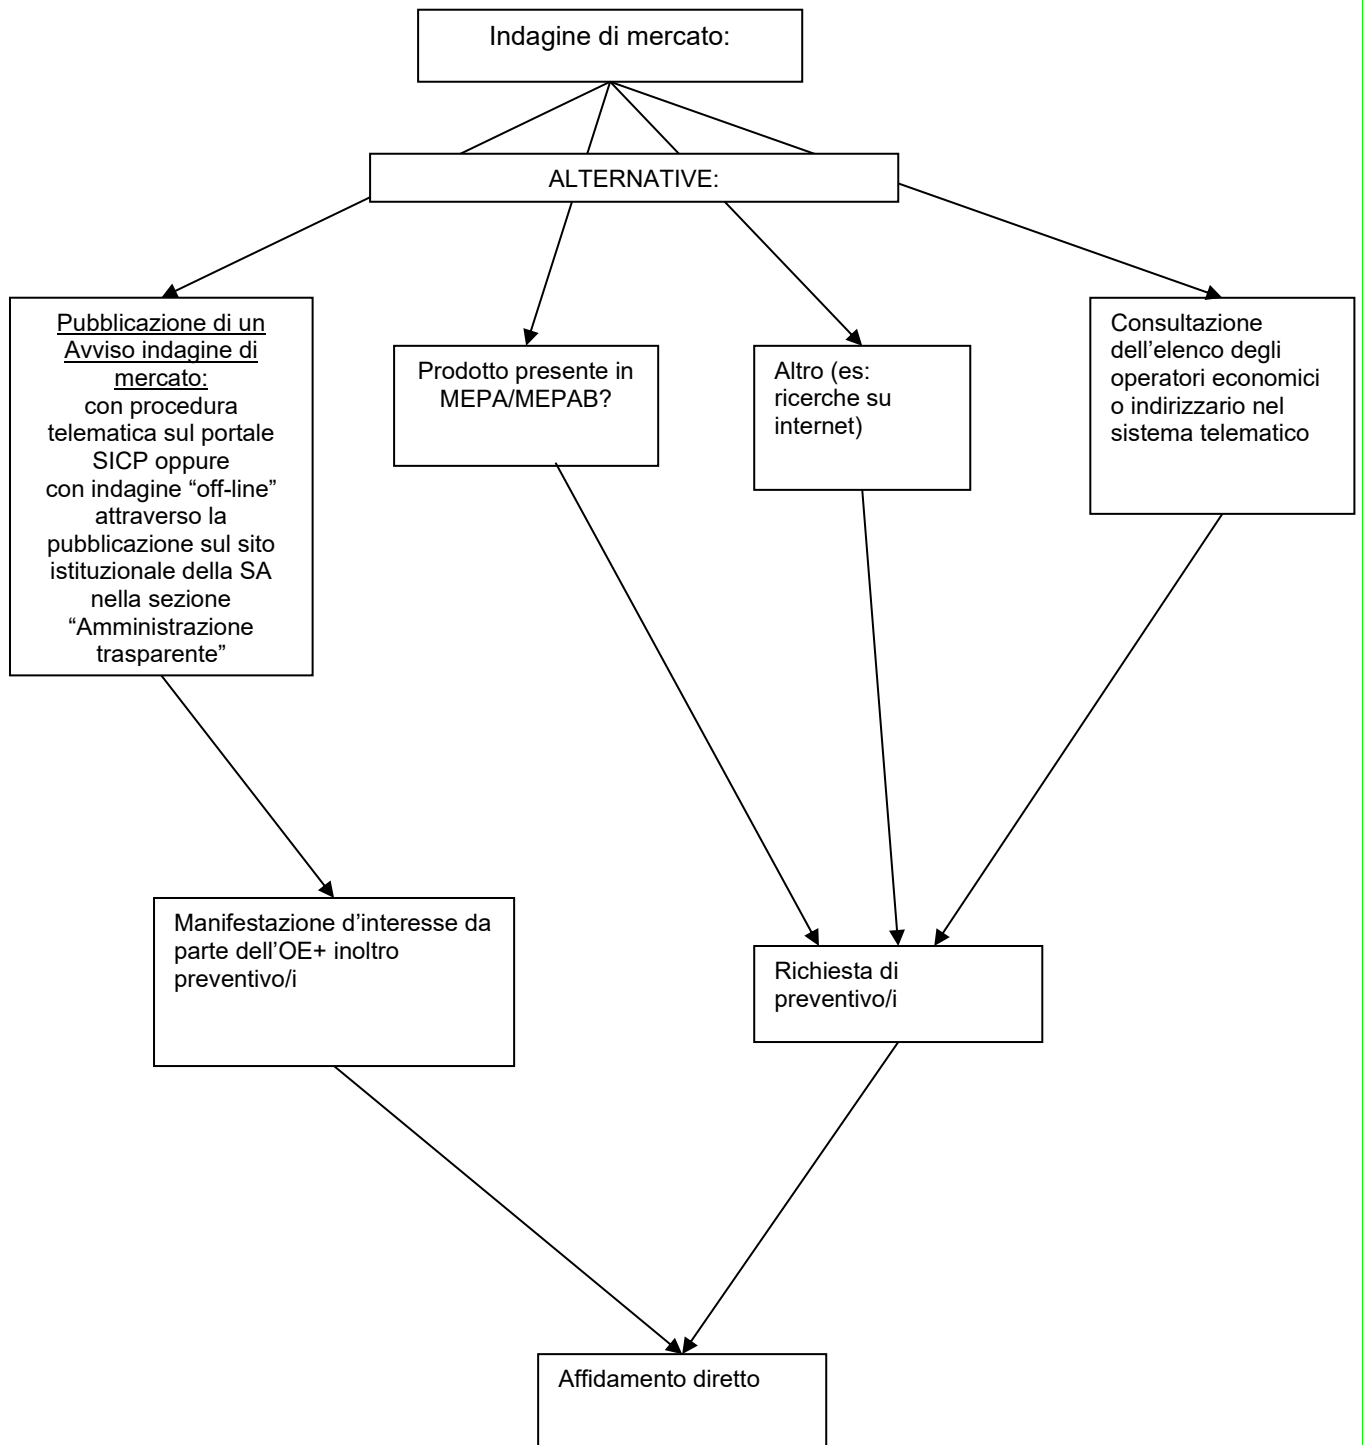 Indagine di mercato:
ALTERNATIVE:
Pubblicazione di un
Avviso indagine di
mercato:
con procedura
telematica sul portale
SICP oppure
con indagine “off-line”
attraverso la
pubblicazione sul sito
istituzionale della SA
nella sezione
“Amministrazione
trasparente”
Prodotto presente in
MEPA/MEPAB?
Altro (es:
ricerche su
internet)
Consultazione
dell’elenco degli
operatori economici
o indirizzario nel
sistema telematico
Manifestazione d’interesse da
parte dell’OE+ inoltro
preventivo/i
Richiesta di
preventivo/i
Affidamento diretto